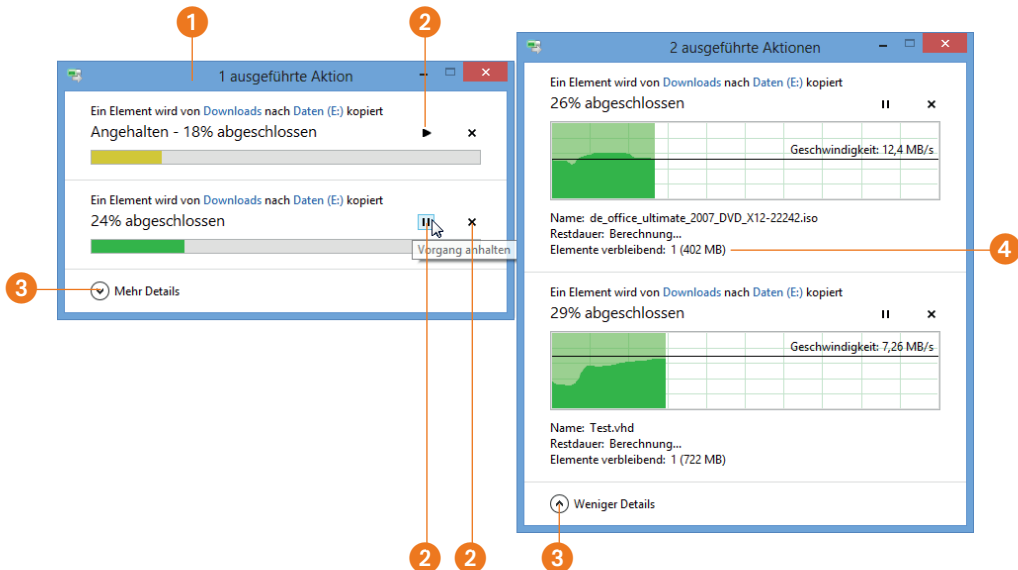 1
2
1 ausgeführte Aktion
Ein Element wird von Downloads nach Daten (E:) kopiert
Angehalten - 18% abgeschlossen
Ein Element wird von Downloads nach Daten (E:) kopiert
24% abgeschlossen
Vorgang anhalten
3
Mehr Details
2
2
2 ausgeführte Aktionen
Ein Element wird von Downloads nach Daten (E:) kopiert
26% abgeschlossen
Geschwindigkeit: 12,4 MB/s
Name: de_office_ultimate_2007_DVD_X12-22242.iso
Restdauer: Berechnung...
Elemente verbleibend: 1 (402 MB)
4
Ein Element wird von Downloads nach Daten (E:) kopiert
29% abgeschlossen
Geschwindigkeit: 7,26 MB/s
Name: Test.vhd
Restdauer: Berechnung...
Elemente verbleibend: 1 (722 MB)
Weniger Details
3